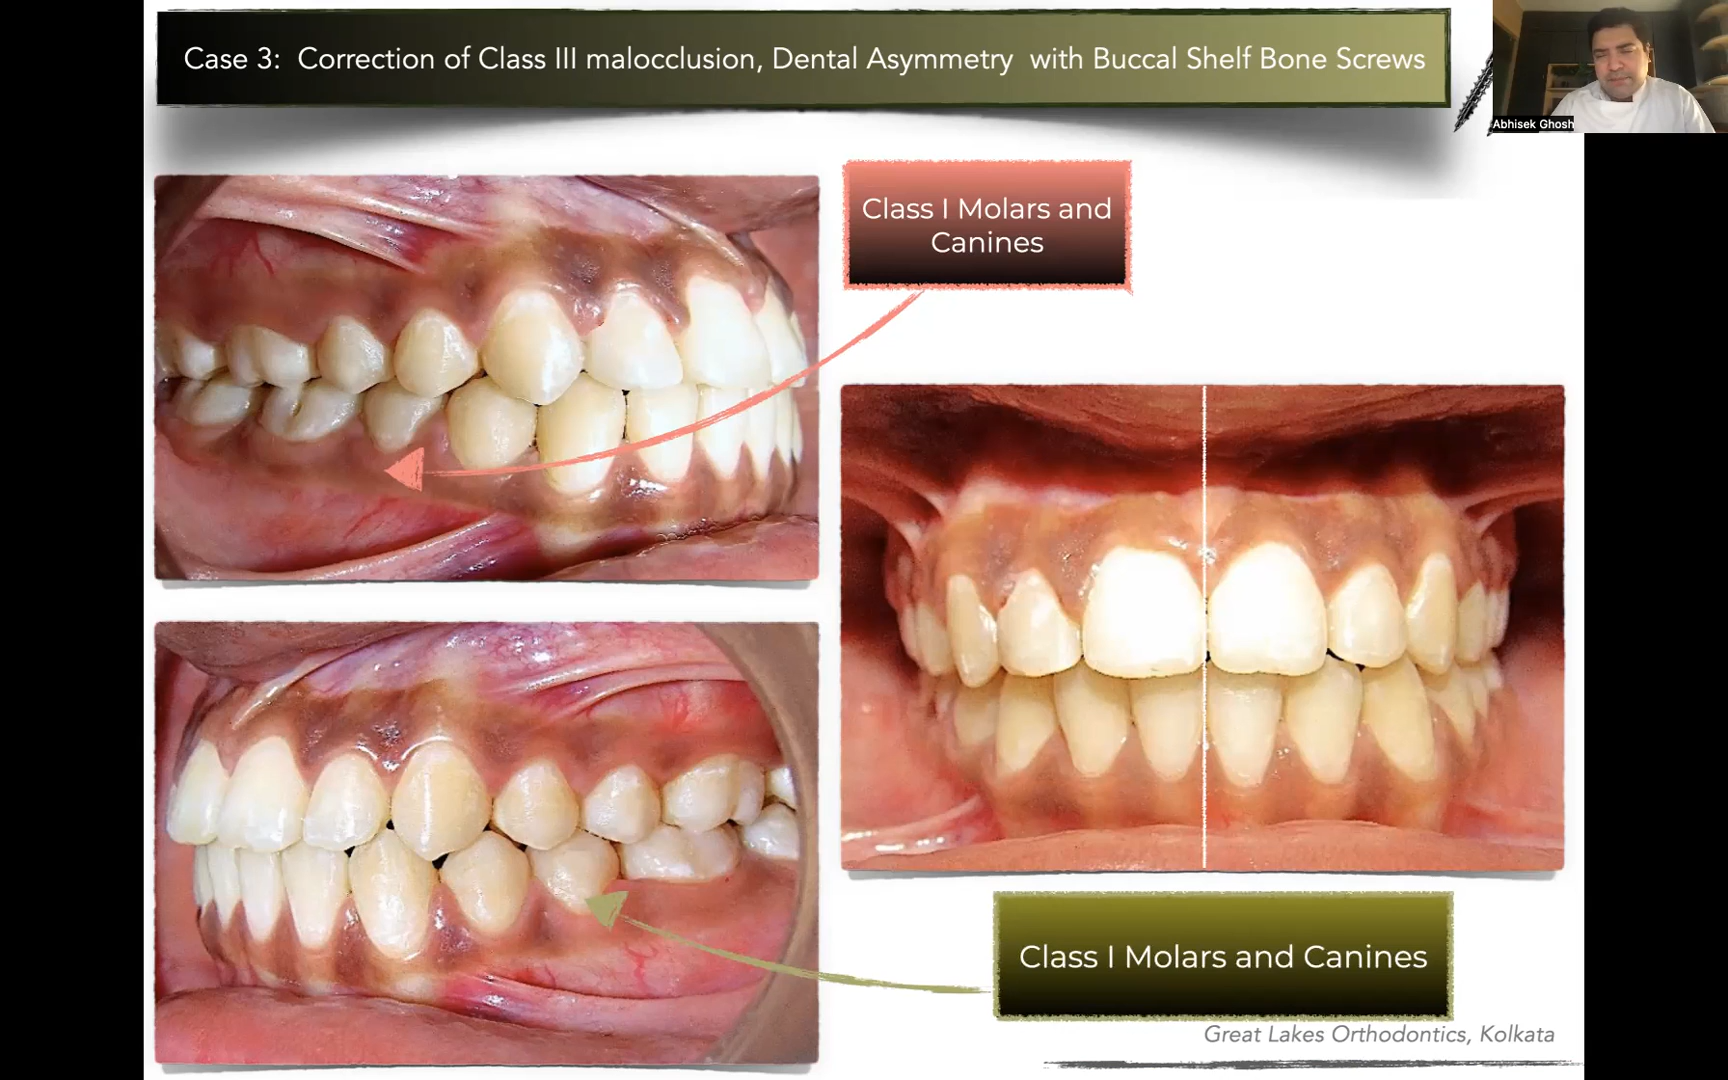 Case 3: Correction of Class III malocclusion, Dental Asymmetry with Buccal Shelf Bone Screws
Abhisek Ghosh
Class I Molars and
Canines
Class I Molars and Canines
Great Lakes Orthodontics, Kolkata